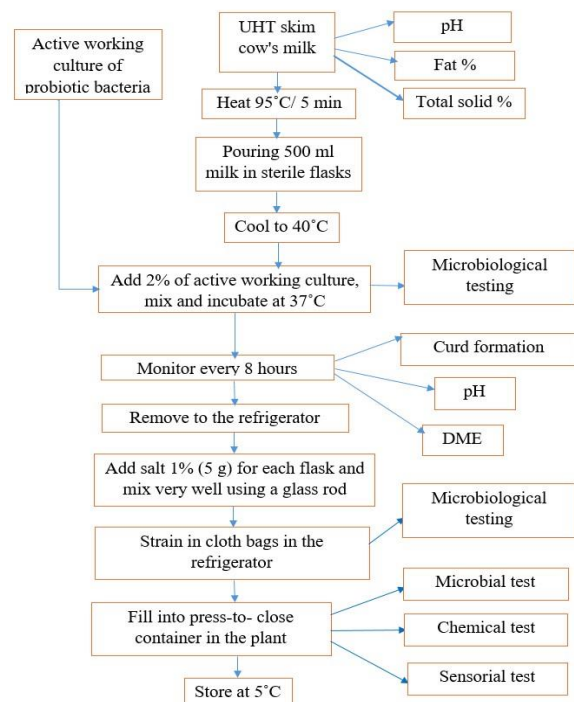 Active working
culture of
probiotic bacteria
UHT skim
cow's milk
pH
Fat %
Total solid %
Heat 95˚C/ 5 min
Pouring 500 ml
milk in sterile flasks
Cool to 40˚C
Add 2% of active working culture,
mix and incubate at 37˚C
Microbiological
testing
Monitor every 8 hours
Curd formation
pH
DME
Remove to the refrigerator
Add salt 1% (5 g) for each flask and
mix very well using a glass rod
Microbiological
testing
Strain in cloth bags in the
refrigerator
Fill into press-to- close
container in the plant
Microbial test
Chemical test
Sensorial test
Store at 5˚C